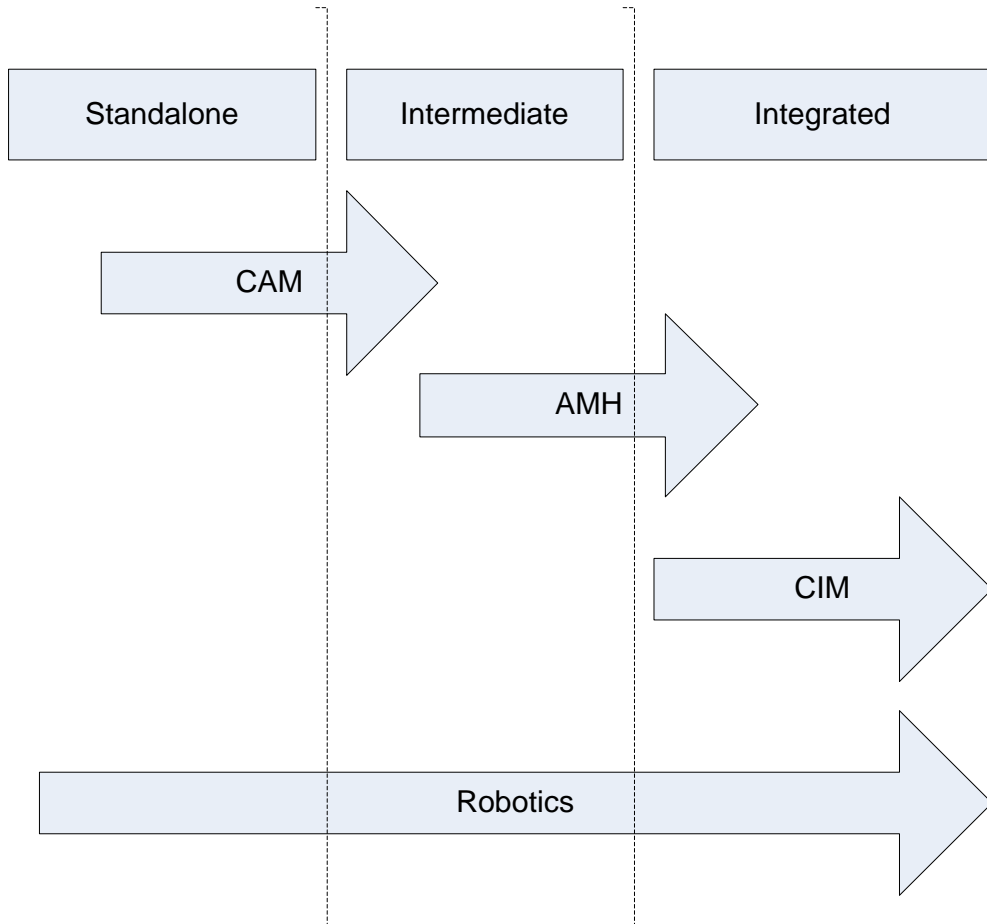 Standalone
Intermediate
Integrated
CAM
AMH
CIM
Robotics